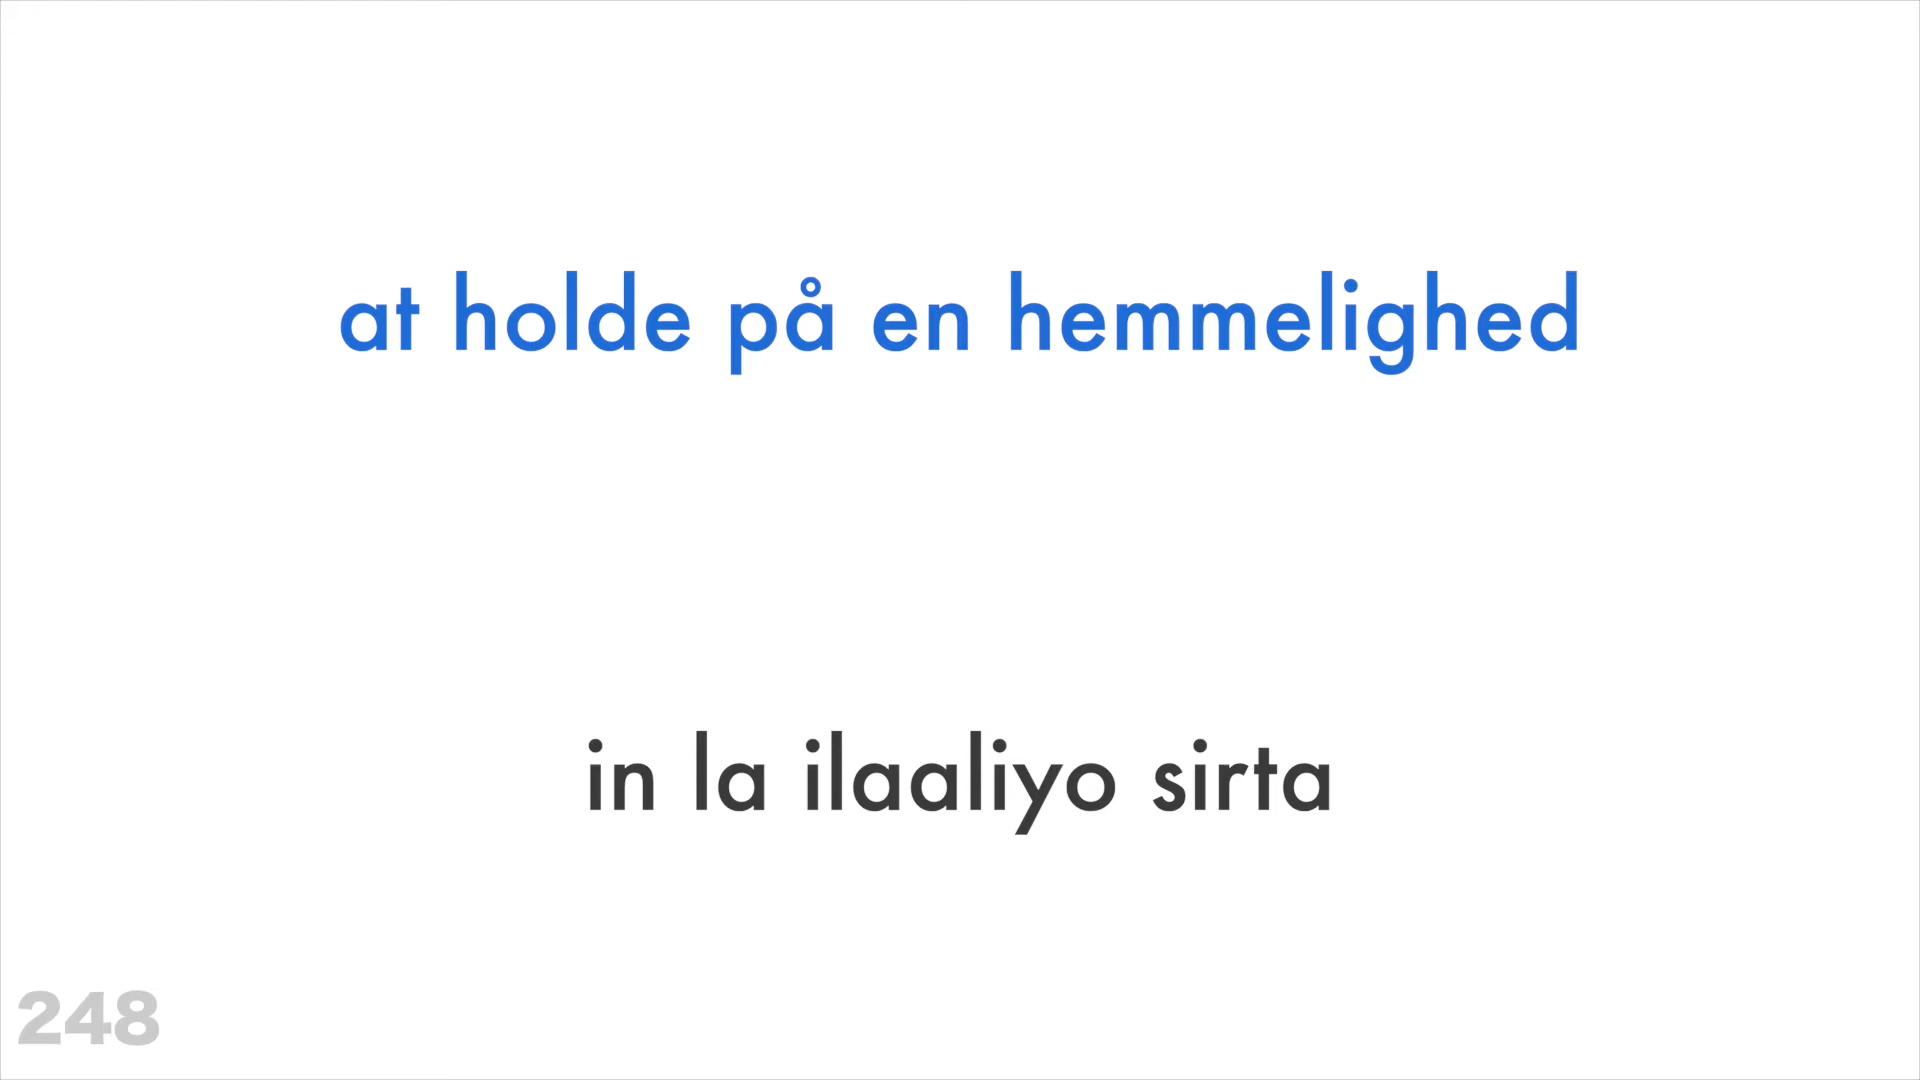 at holde på en hemmelighed
in la ilaaliyo sirta
248